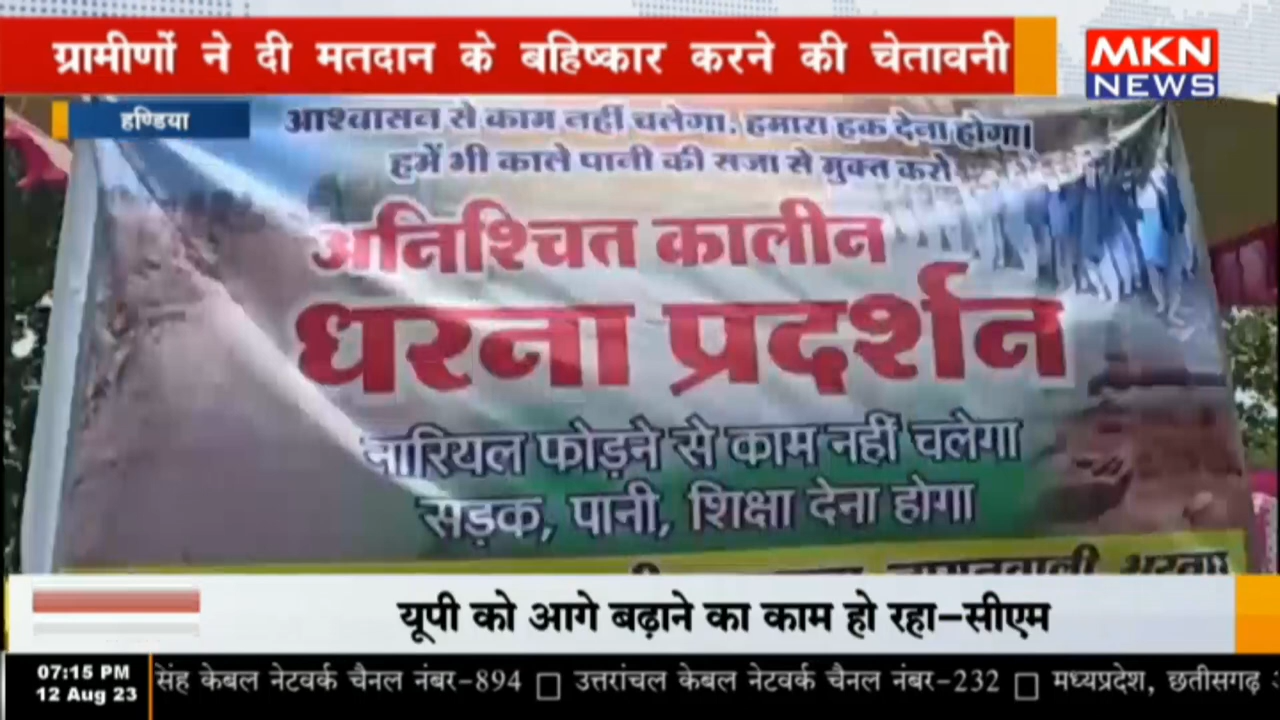 ग्रामीणों ने दी मतदान के बहिष्कार करने की चेतावनी
MKN
NEWS
हण्डिया
आश्वासन से काम नहीं चलेगा, हमारा हक देना होगा।
हमें भी काले पानी की सजा से मुक्त करो
अनिश्चित कालीन
धरना प्रदर्शन
नारियल फोड़ने से काम नहीं चलेगा
सड़क, पानी, शिक्षा देना होगा
यूपी को आगे बढ़ाने का काम हो रहा-सीएम
07:15 PM
12 Aug 23
सिंह केबल नेटवर्क चैनल नंबर-894 □ उत्तरांचल केबल नेटवर्क चैनल नंबर-232 □ मध्यप्रदेश, छतीसगढ़